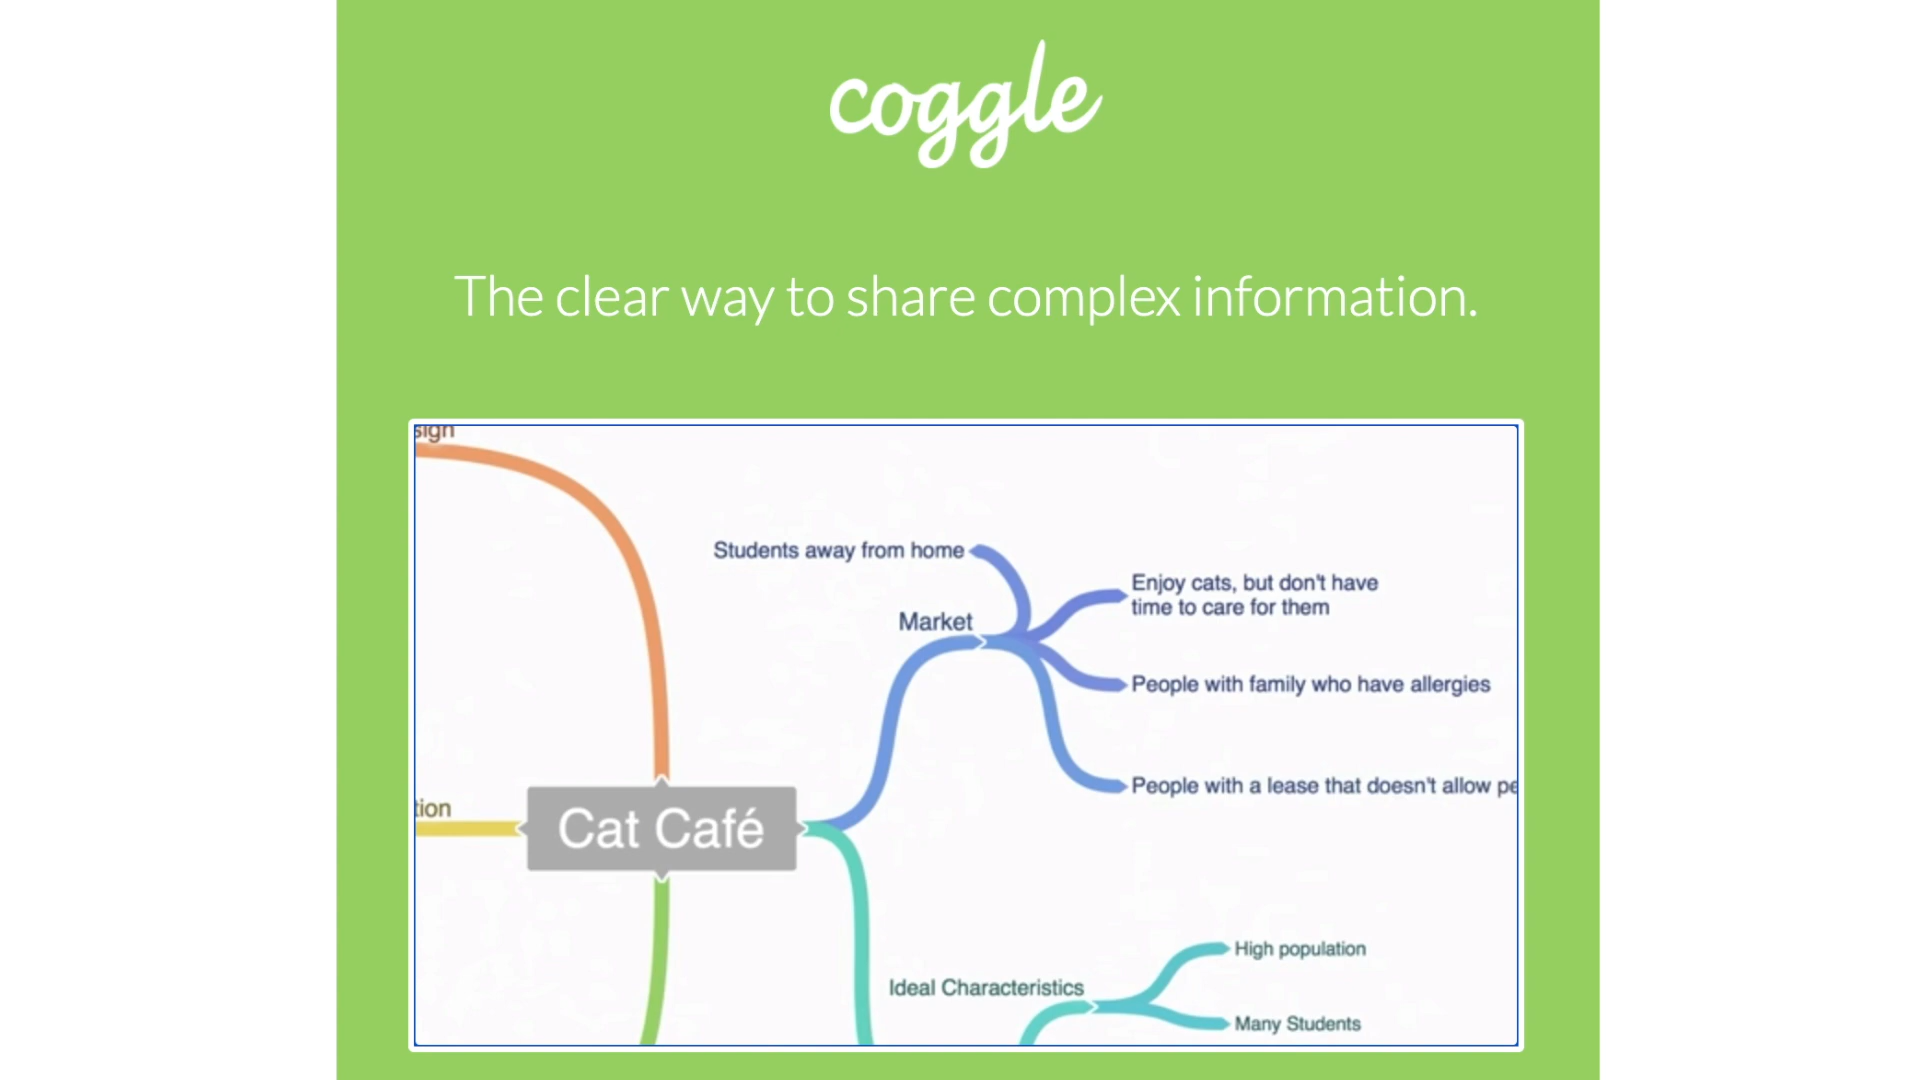 coggle
The clear way to share complex information.
Students away from home
Enjoy cats, but don't have
time to care for them
Market
People with family who have allergies
People with a lease that doesn't allow
Cat Café
High population
Ideal Characteristics
Many Students